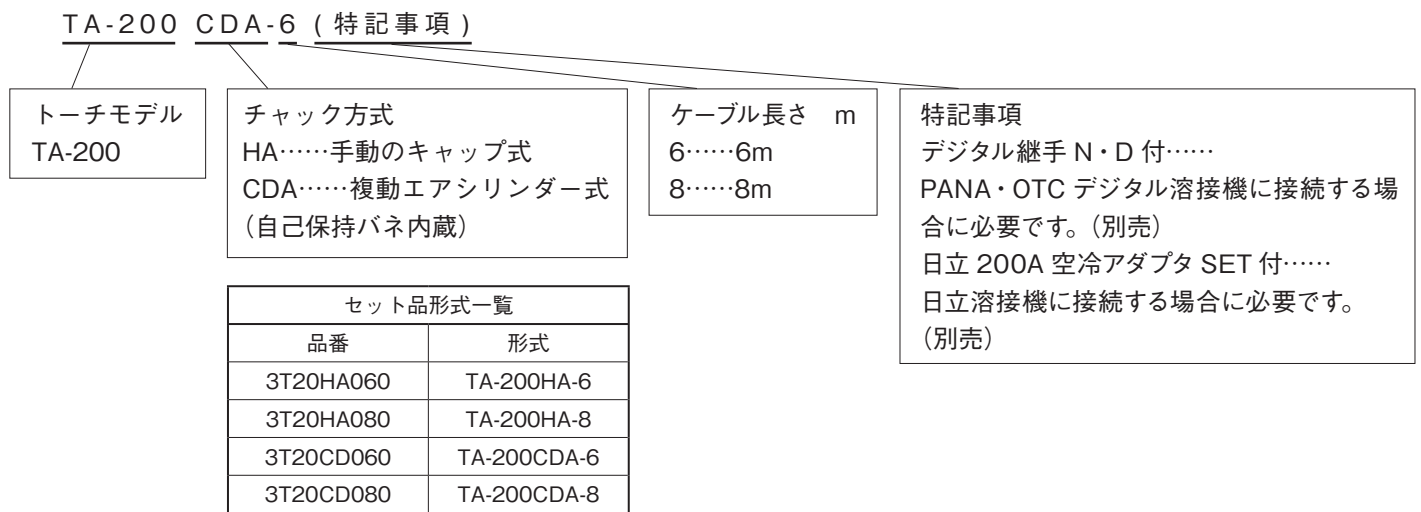 TA-200 CDA-6 (特記事項)
トーチモデル
TA-200
チャック方式
HA……手動のキャップ式
CDA……複動エアシリンダー式
(自己保持バネ内蔵)
ケーブル長さ m
6……6m
8……8m
特記事項
デジタル継手 N・D 付……
PANA・OTC デジタル溶接機に接続する場
合に必要です。(別売)
日立 200A 空冷アダプタ SET 付……
日立溶接機に接続する場合に必要です。
(別売)
セット品形式一覧
品番 形式
3T20HA060 TA-200HA-6
3T20HA080 TA-200HA-8
3T20CD060 TA-200CDA-6
3T20CD080 TA-200CDA-8